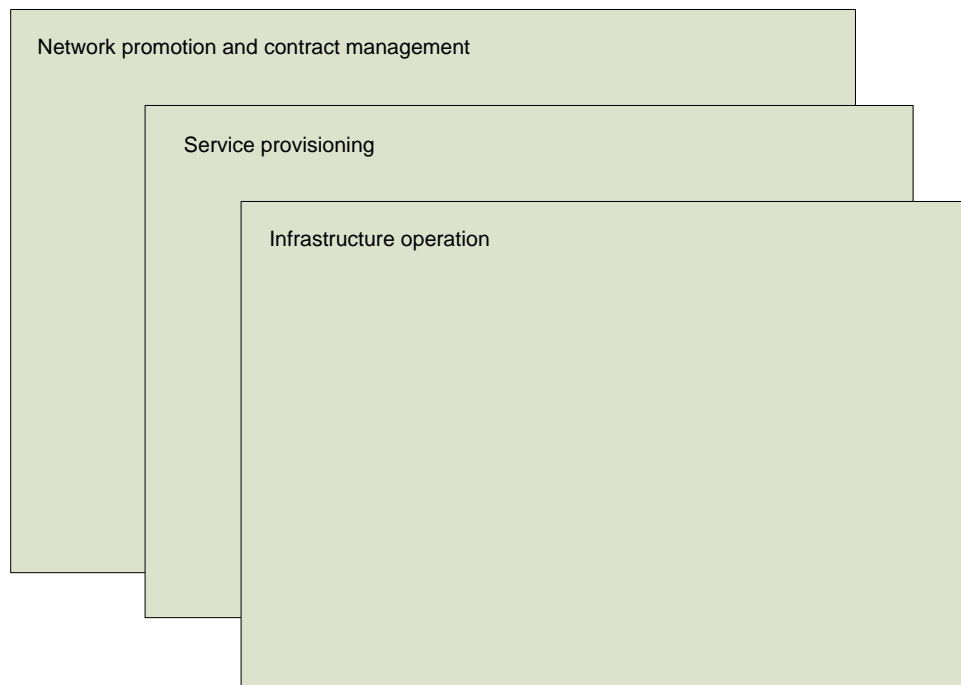 Network promotion and contract management
Service provisioning
Infrastructure operation